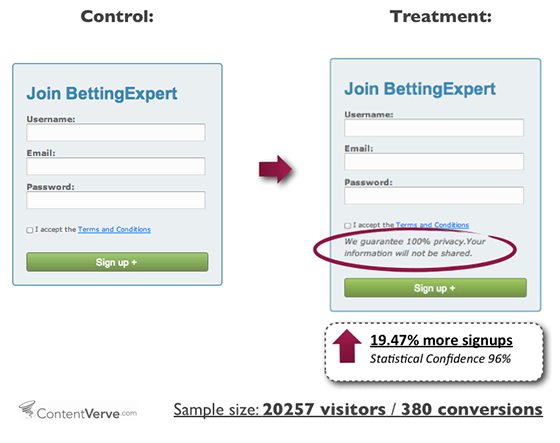 Control:
Treatment:
Join BettingExpert
Username:
Email:
Password:
I accept the Terms and Conditions
Sign up +
Join BettingExpert
Username:
Email:
Password:
I accept the Terms and Conditions
We guarantee 100% privacy.Your
information will not be shared.
Sign up +
19.47% more signups
Statistical Confidence 96%
ContentVerve.com
Sample size: 20257 visitors / 380 conversions